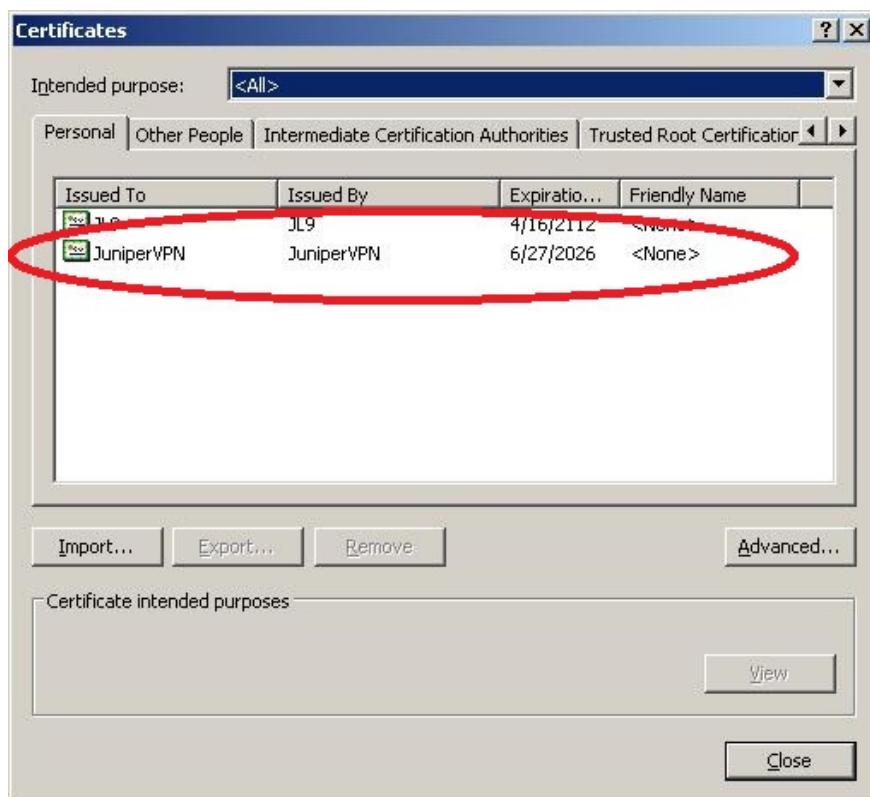 Certificates
Intended purpose: <All>
Personal Other People Intermediate Certification Authorities Trusted Root Certification
Issued To Issued By Expiratio... Friendly Name
JL9 4/16/2112 <None>
JuniperVPN JuniperVPN 6/27/2026 <None>
Import... Export... Remove Advanced...
Certificate intended purposes
View
Close